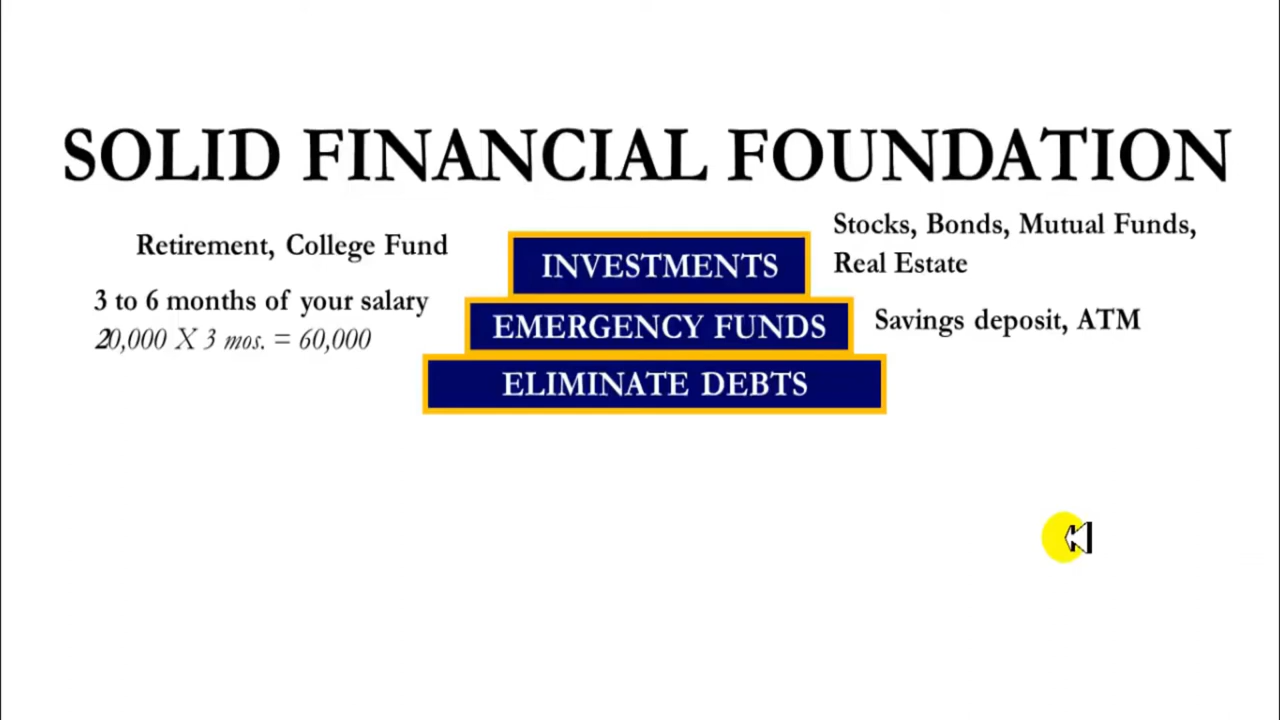 SOLID FINANCIAL FOUNDATION
Retirement, College Fund
INVESTMENTS
Stocks, Bonds, Mutual Funds,
Real Estate
3 to 6 months of your salary
20,000 X 3 mos. = 60,000
EMERGENCY FUNDS
Savings deposit, ATM
ELIMINATE DEBTS